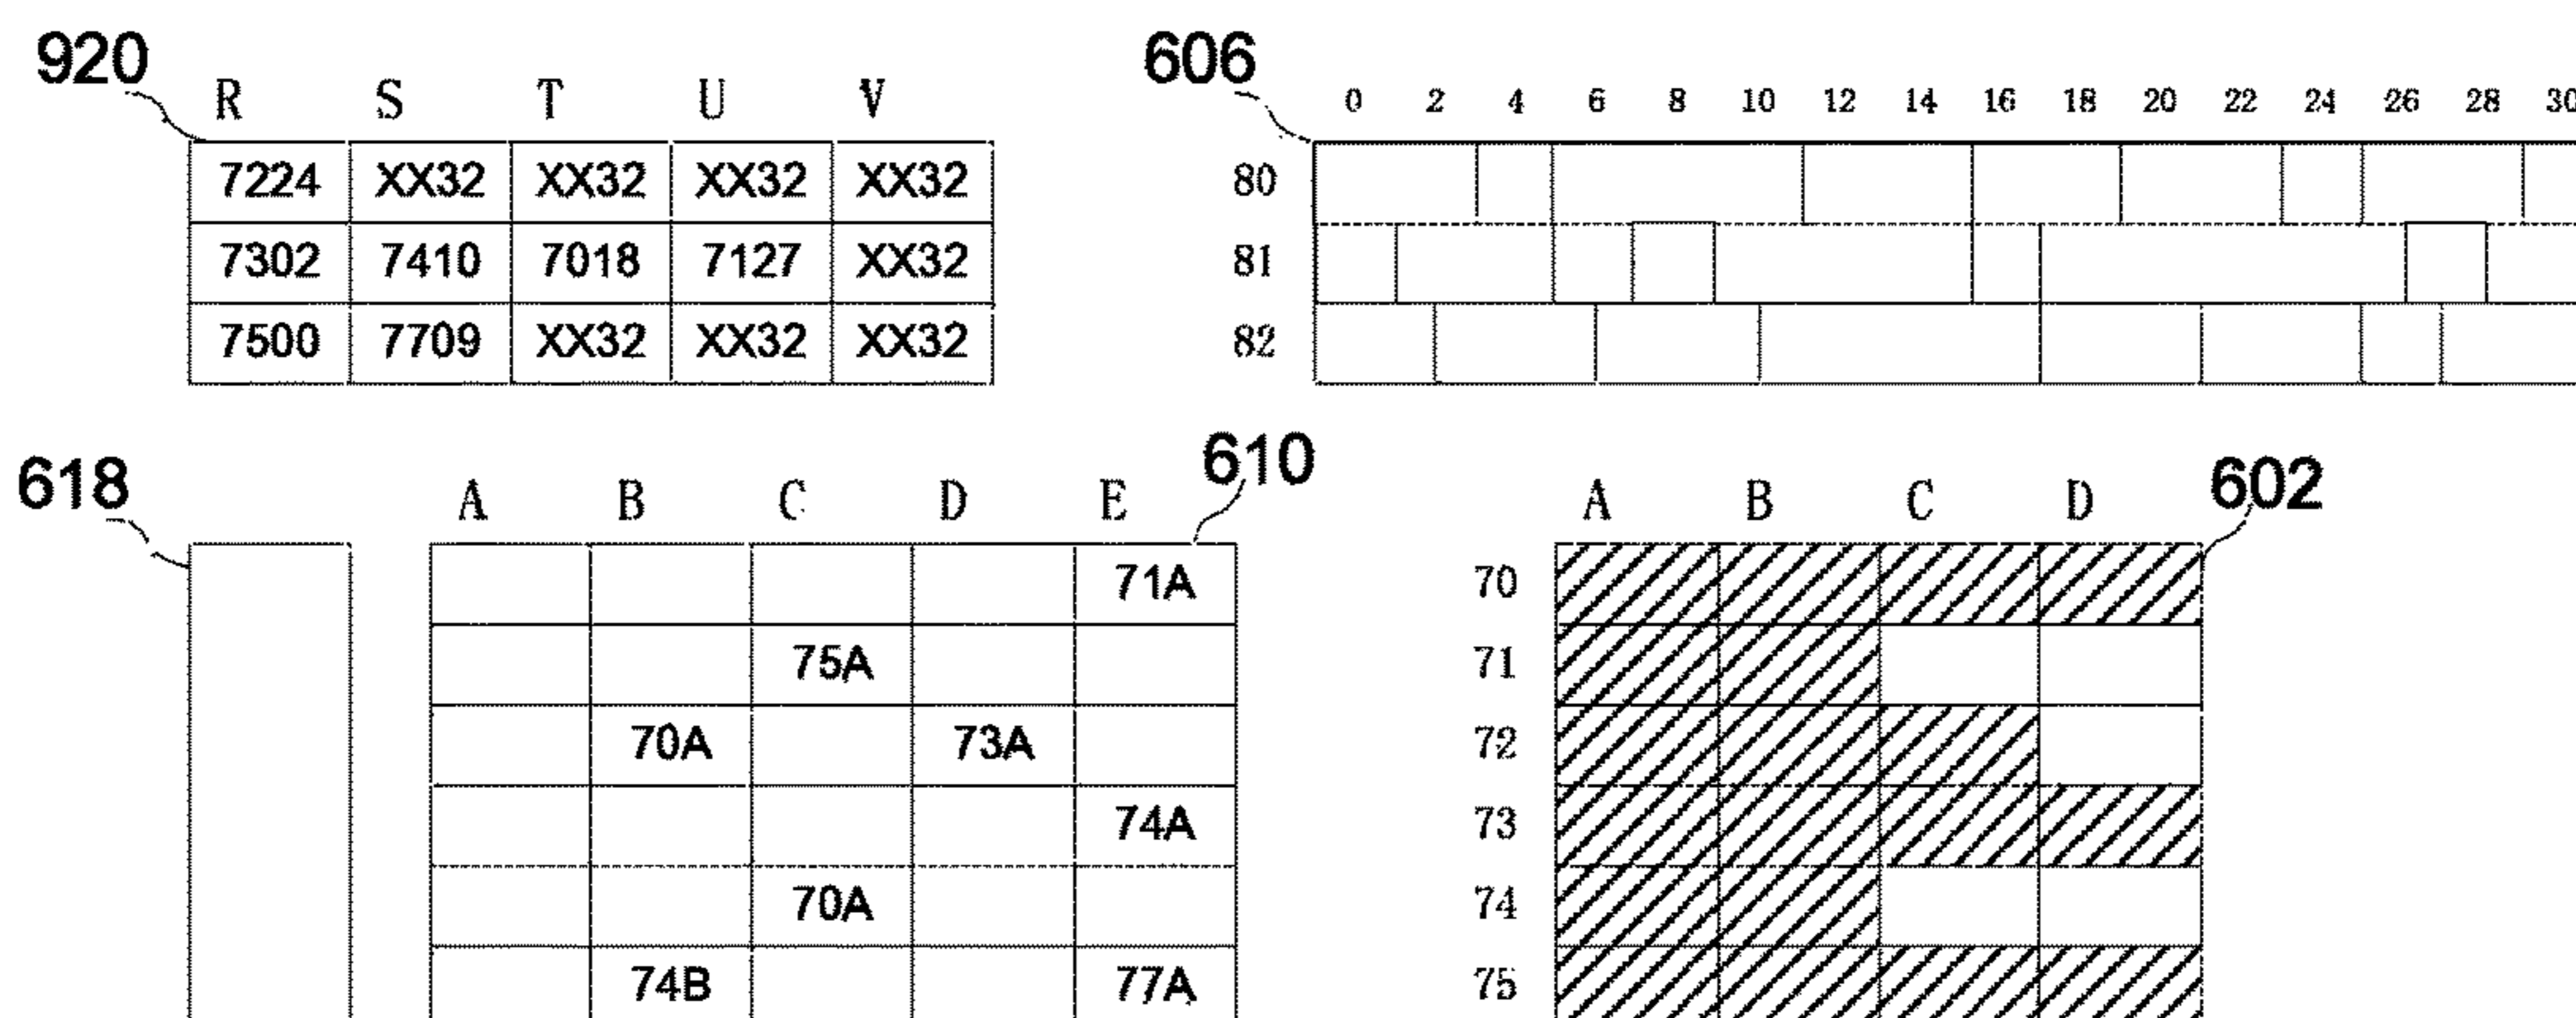 920 R S T U V
7224 XX32 XX32 XX32 XX32
7302 7410 7018 7127 XX32
7500 7709 XX32 XX32 XX32
606 0 2 4 6 8 10 12 14 16 18 20 22 24 26 28 30
80
81
82
618
A B C D E 610
71A
75A
70A 73A
74A
70A
74B 77A
A B C D 602
70
71
72
73
74
75